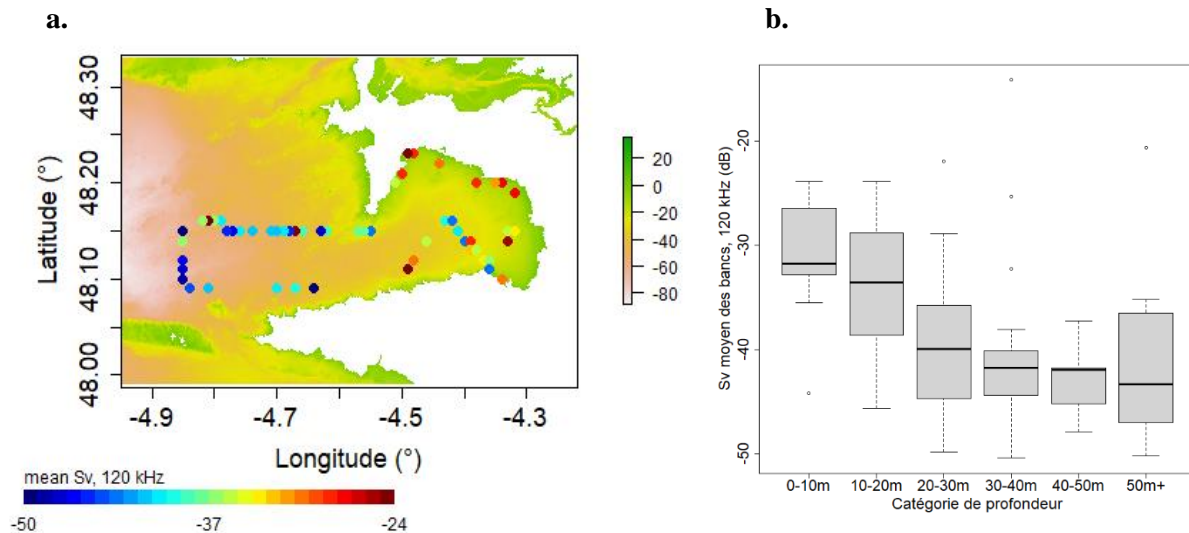 a.
48.30
48.20
48.10
48.00
Latitude (°)
-4.9
-4.7
-4.5
-4.3
Longitude (°)
20
0
-20
-40
-60
-80
mean Sv, 120 kHz
-50
-37
-24
b.
Sv moyen des bancs, 120 kHz (dB)
-20
-30
-40
-50
0-10m
10-20m
20-30m
30-40m
40-50m
50m+
Catégorie de profondeur